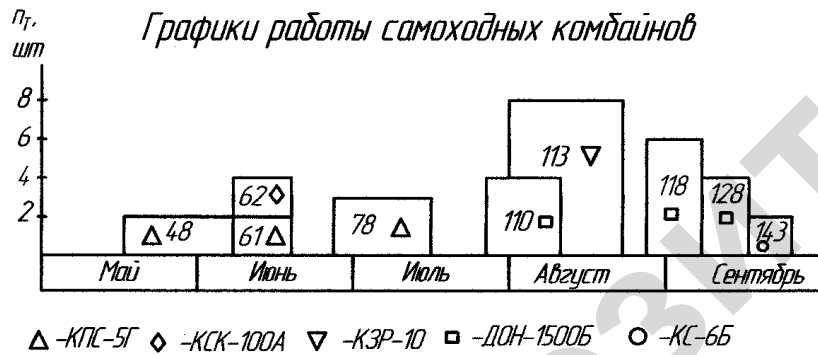 n_T,
шт
Графики работы самоходных комбайнов
8
6
4
2
48
62
61
78
110
113
118
128
143
Май Июнь Июль Август Сентябрь
△ -КПС-5Г ◇ -КСК-100А ▽ -КЗР-10 □ -ДОН-1500Б ○ -КС-6Б
ЗИТ